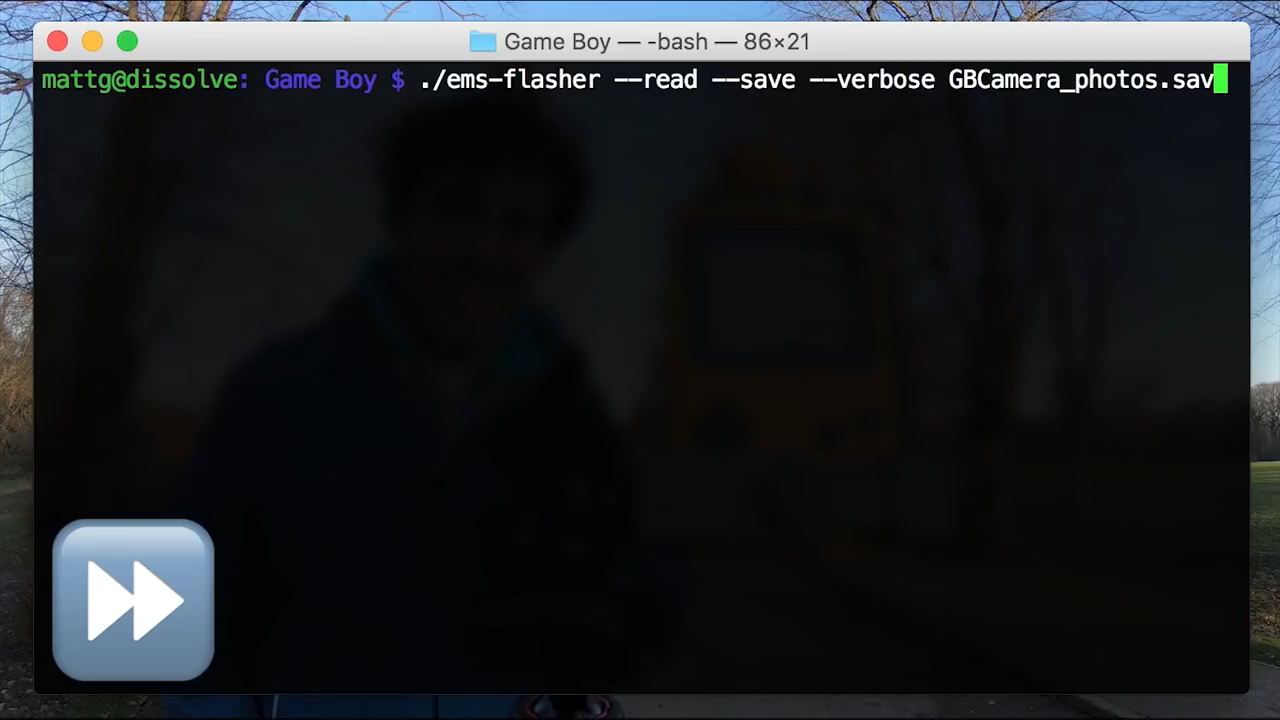 Game Boy — -bash — 86×21
mattg@dissolve: Game Boy $ ./ems-flasher --read --save --verbose GBCamera_photos.sav